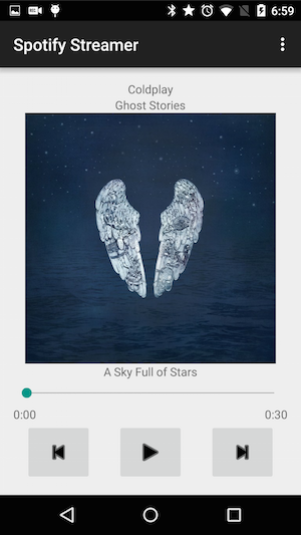 6:59
Spotify Streamer
Coldplay
Ghost Stories
A Sky Full of Stars
0:00 0:30